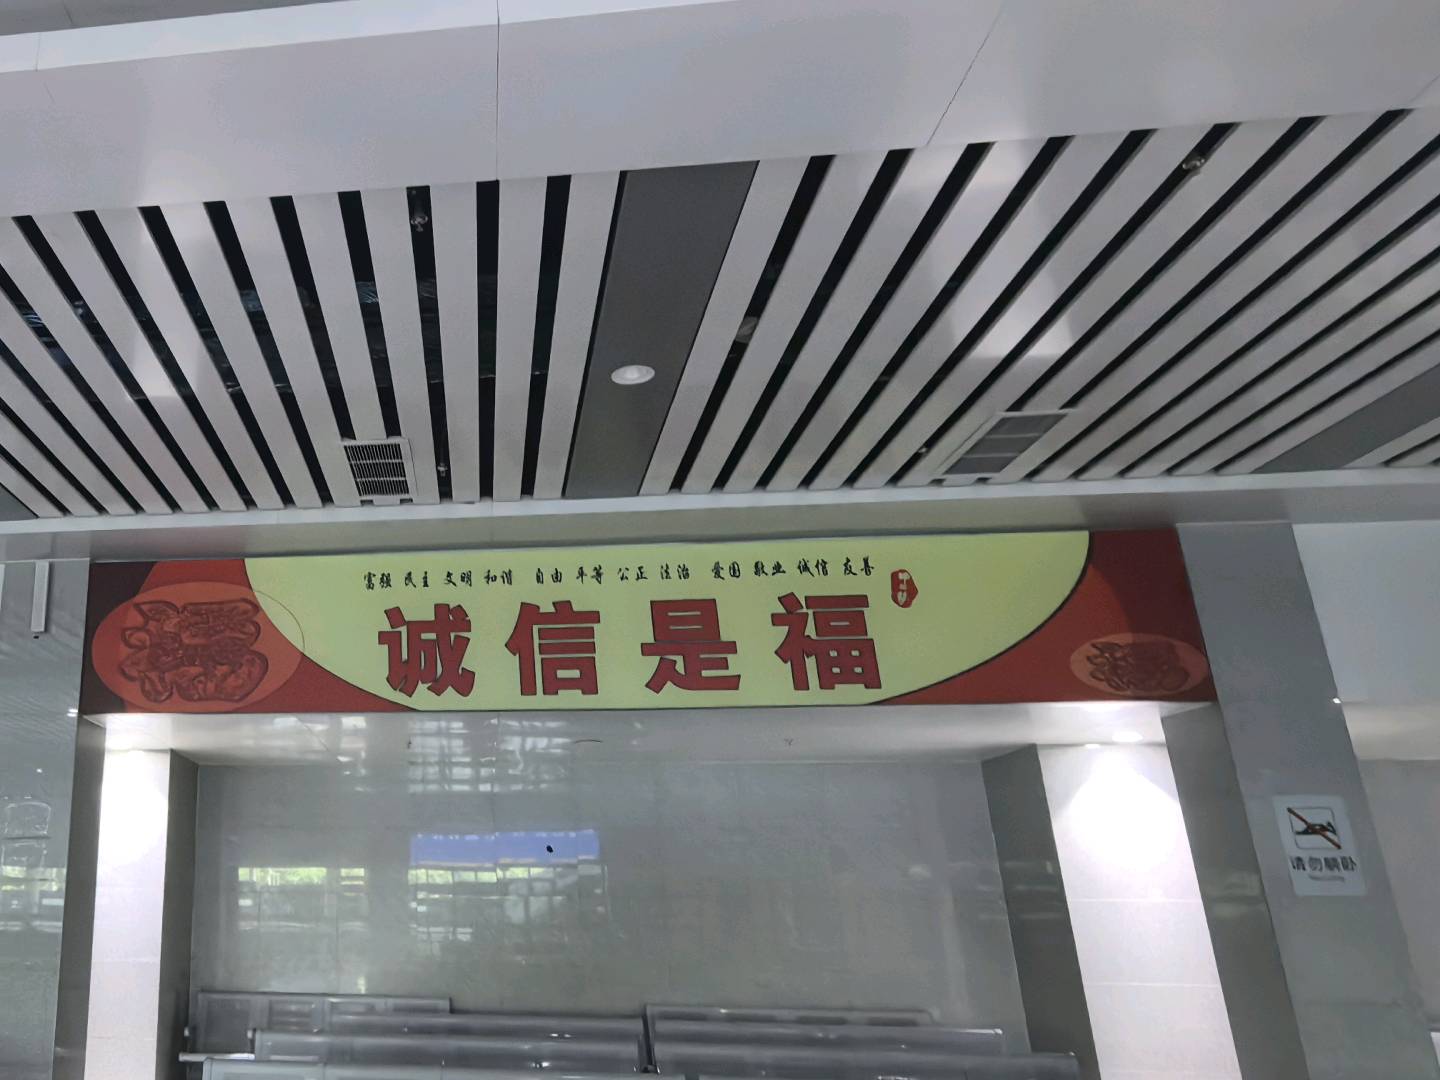 富强 民主 文明 和谐 自由 平等 公正 法治 爱国 敬业 诚信 友善
诚信是福
请勿躺卧